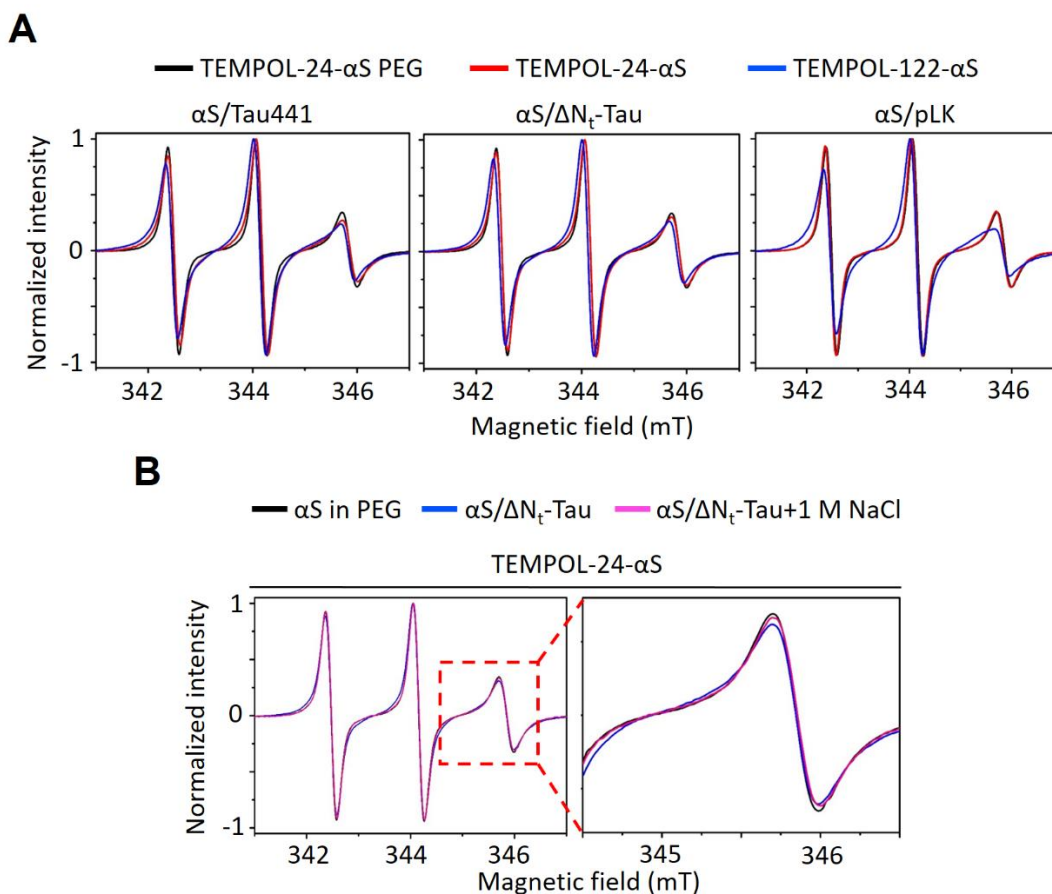 A
TEMPOL-24-αS PEG TEMPOL-24-αS TEMPOL-122-αS
αS/Tau441 αS/ΔNt-Tau αS/pLK
Normalized intensity
1
0
-1
342 344 346 342 344 346 342 344 346
Magnetic field (mT)
B
αS in PEG αS/ΔNt-Tau αS/ΔNt-Tau+1 M NaCl
TEMPOL-24-αS
Normalized intensity
1
0
-1
342 344 346 345 346
Magnetic field (mT)